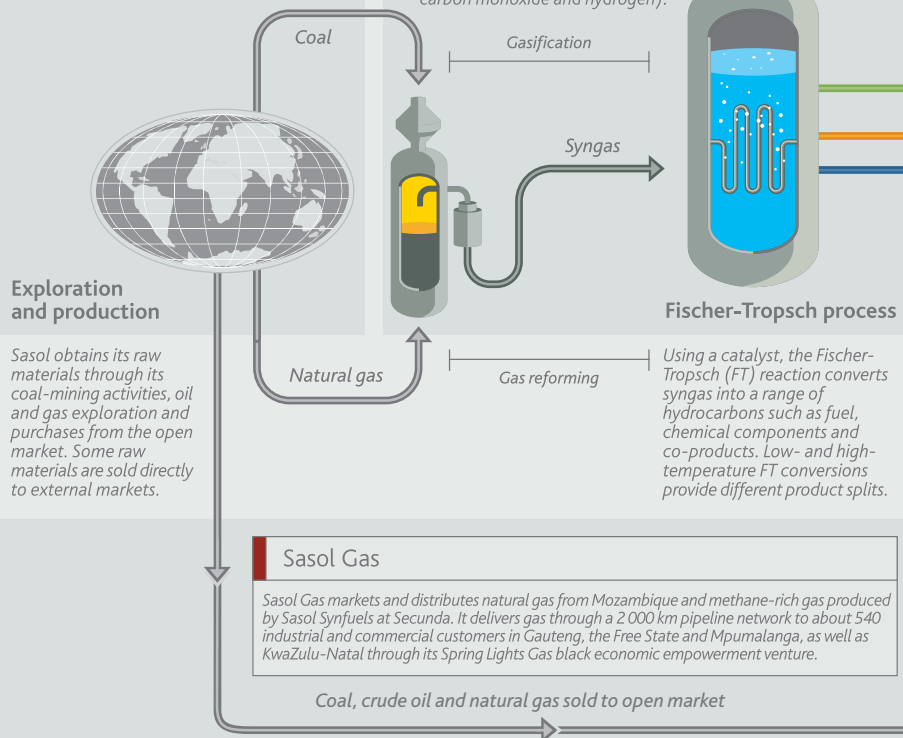 carbon monoxide and hydrogen).
Coal
Gasification
Syngas
Exploration
and production
Fischer-Tropsch process
Sasol obtains its raw
materials through its
coal-mining activities, oil
and gas exploration and
purchases from the open
market. Some raw
materials are sold directly
to external markets.
Natural gas
Gas reforming
Using a catalyst, the Fischer-
Tropsch (FT) reaction converts
syngas into a range of
hydrocarbons such as fuel,
chemical components and
co-products. Low- and high-
temperature FT conversions
provide different product splits.
Sasol Gas
Sasol Gas markets and distributes natural gas from Mozambique and methane-rich gas produced
by Sasol Synfuels at Secunda. It delivers gas through a 2 000 km pipeline network to about 540
industrial and commercial customers in Gauteng, the Free State and Mpumalanga, as well as
KwaZulu-Natal through its Spring Lights Gas black economic empowerment venture.
Coal, crude oil and natural gas sold to open market